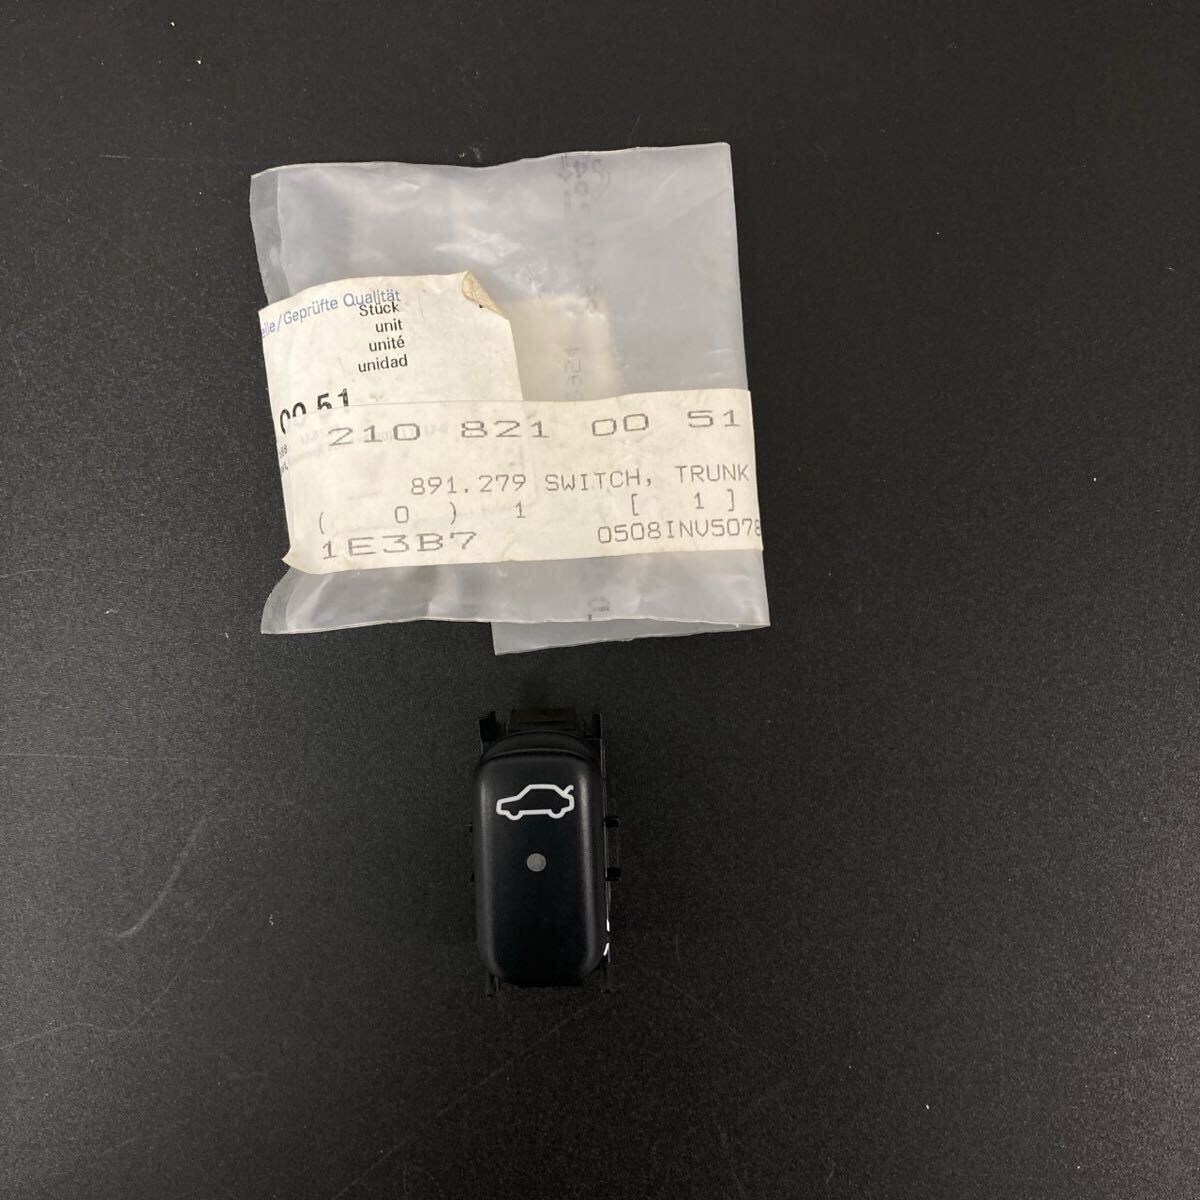 /Geprüfte Qualität
Stück
unit
unité
unidad
00 51
210 821 00 51
891.279 SWITCH, TRUNK
( 0 ) 1 [ 1 ]
1E3B7 0508INV5078